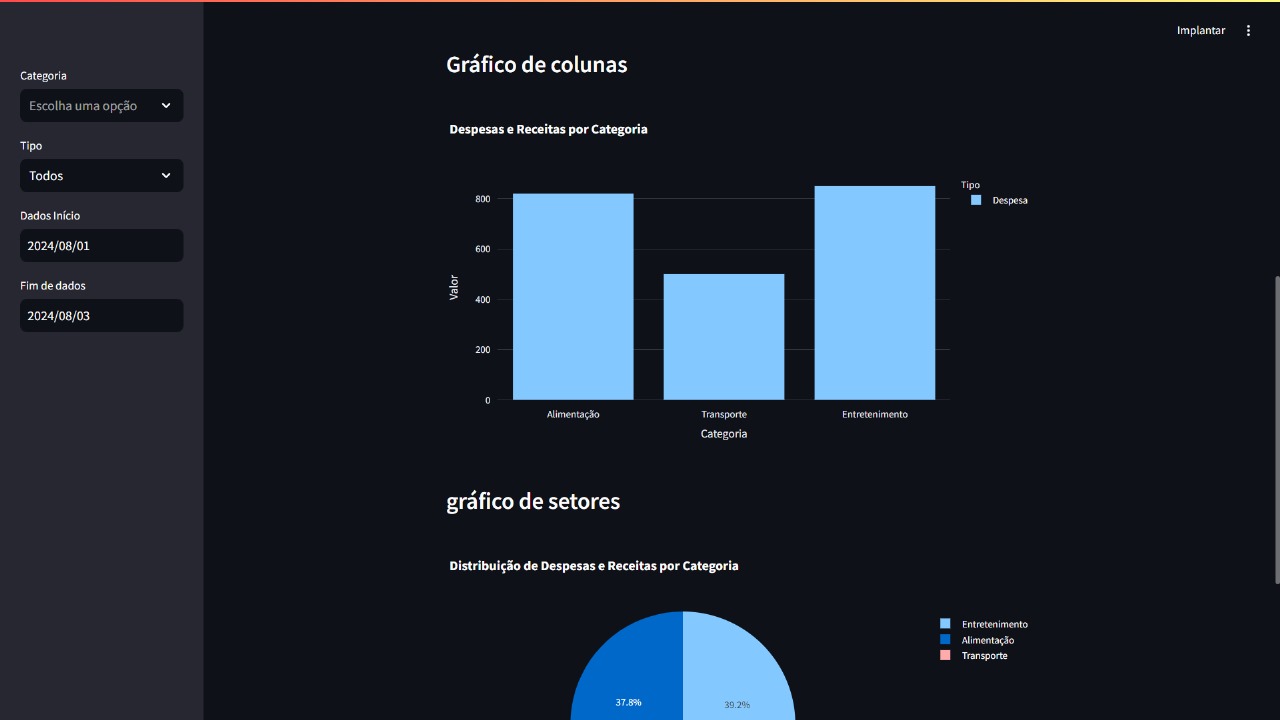 Implantar
Categoria
Escolha uma opção
Tipo
Todos
Dados Início
2024/08/01
Fim de dados
2024/08/03
Gráfico de colunas
Despesas e Receitas por Categoria
Tipo
Despesa
800
600
400
200
0
Valor
Alimentação Transporte Entretenimento
Categoria
gráfico de setores
Distribuição de Despesas e Receitas por Categoria
Entretenimento
Alimentação
Transporte
37.8% 39.2%